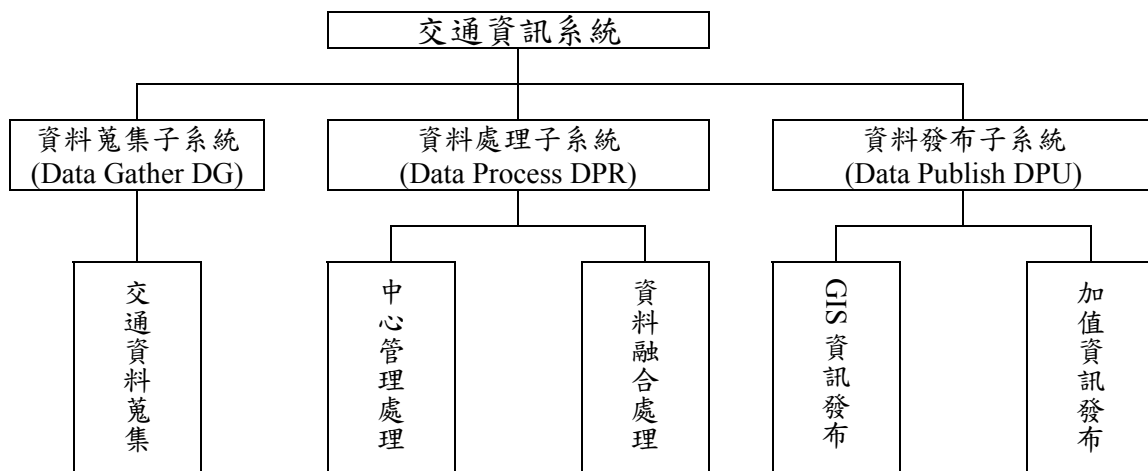 交通資訊系統
資料蒐集子系統
(Data Gather DG)
資料處理子系統
(Data Process DPR)
資料發布子系統
(Data Publish DPU)
交通資料蒐集
中心管理處理
資料融合處理
GIS 資訊發布
加值資訊發布